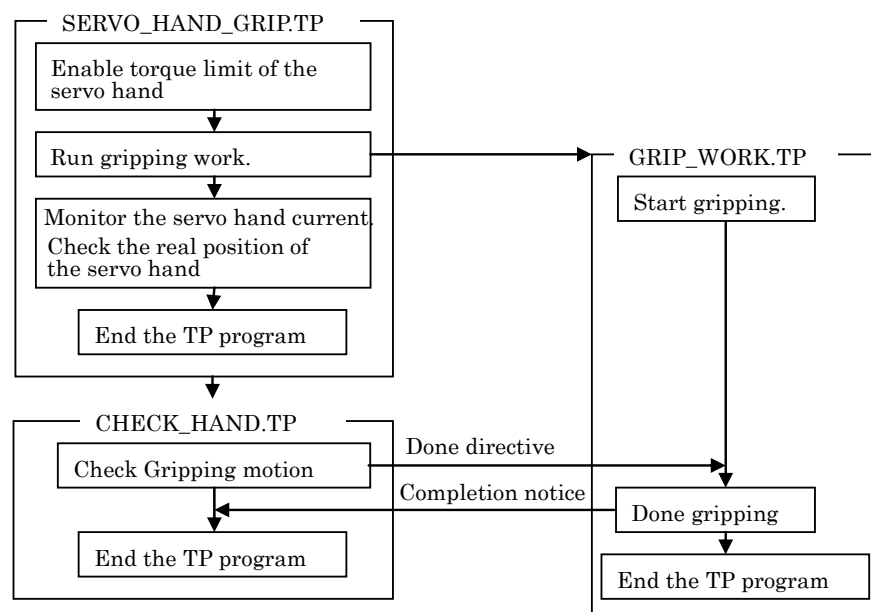 SERVO_HAND_GRIP.TP
Enable torque limit of the
servo hand
Run gripping work.
Monitor the servo hand current.
Check the real position of
the servo hand
End the TP program
GRIP_WORK.TP
Start gripping.
CHECK_HAND.TP
Check Gripping motion
Done directive
Completion notice
Done gripping
End the TP program
End the TP program